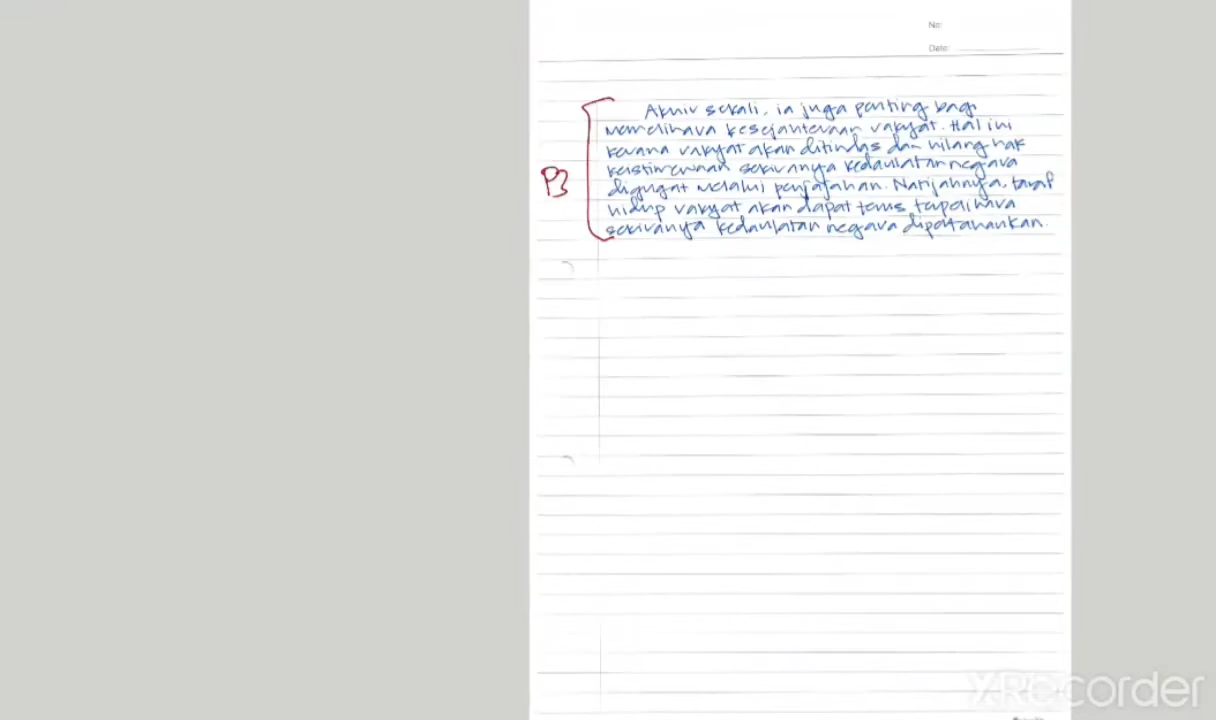 No:
Date:
Akhir sekali, ia juga penting bagi
memelihara kesejahteraan rakyat. Hal ini
kerana rakyat akan ditindas dan hilang hak
keistimewaan sekiranya kedaulatan negara
digugat melalui penjajahan. Natijahnya, taraf
hidup rakyat akan dapat terus terpelihara
sekiranya kedaulatan negara dipertahankan.
P3
XRecorder